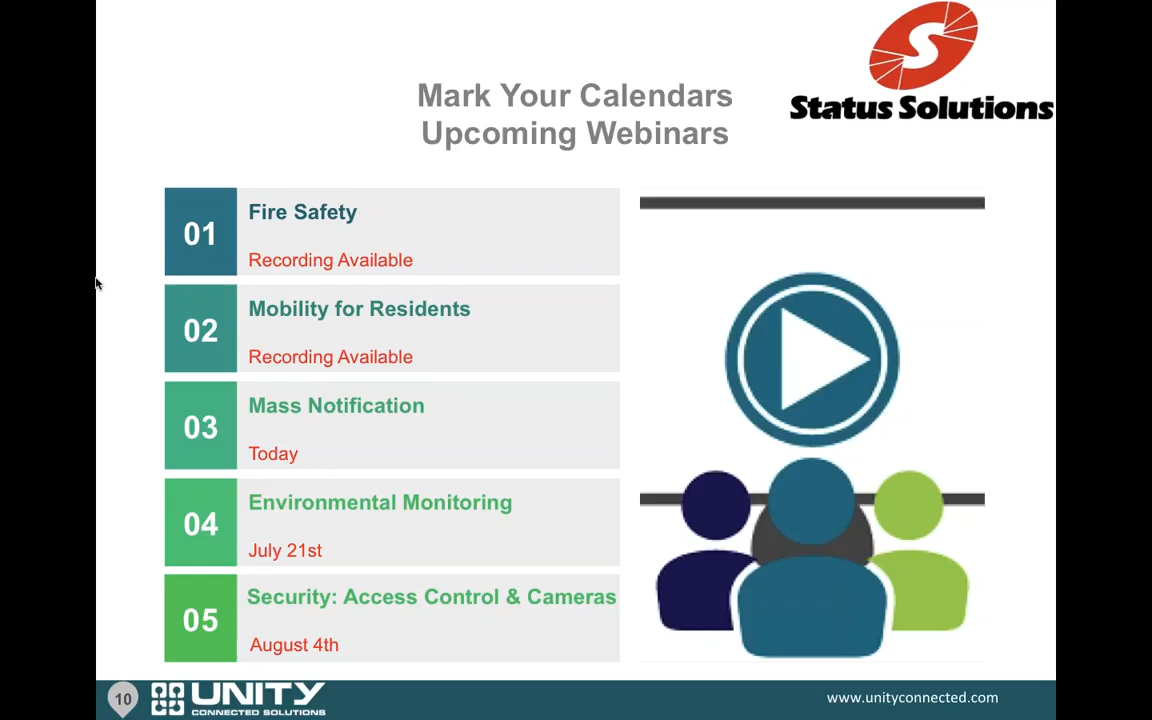 Status Solutions
Mark Your Calendars
Upcoming Webinars
01
Fire Safety
Recording Available
02
Mobility for Residents
Recording Available
03
Mass Notification
Today
04
Environmental Monitoring
July 21st
05
Security: Access Control & Cameras
August 4th
10
UNITY
CONNECTED SOLUTIONS
www.unityconnected.com